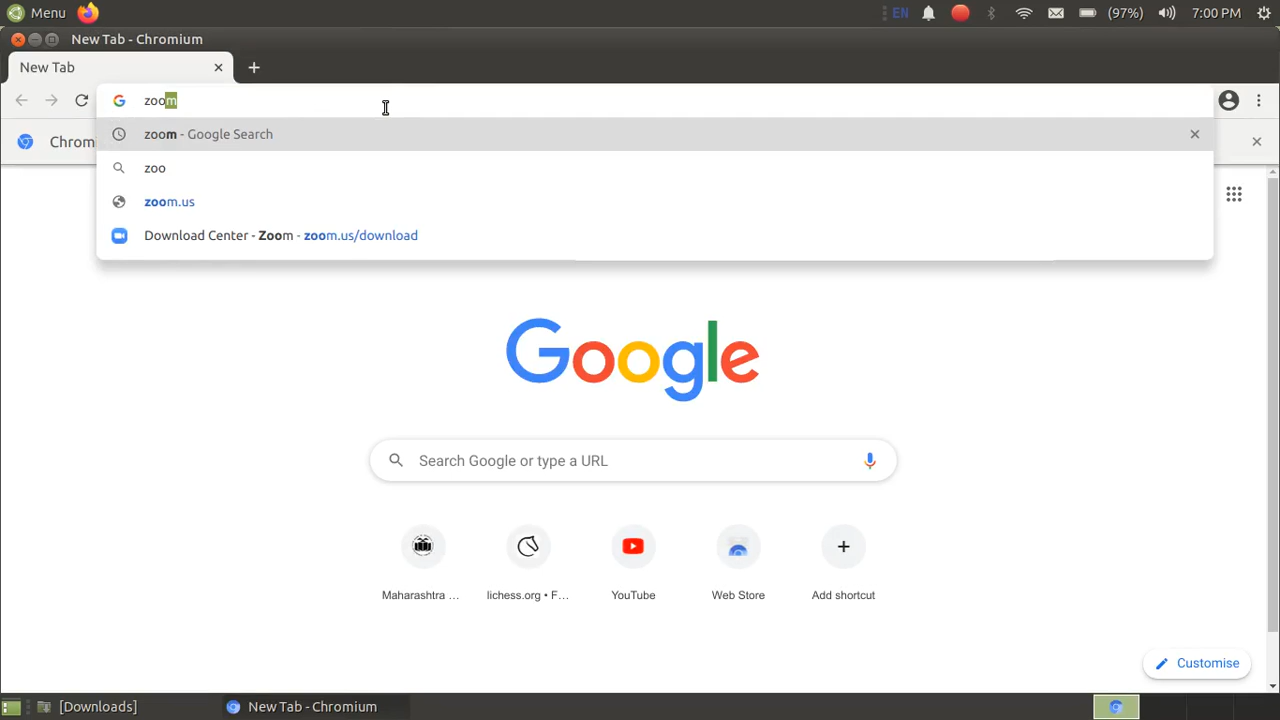 Menu
EN
(97%)
7:00 PM
New Tab - Chromium
New Tab
zoom
zoom - Google Search
Chrom
zoo
zoom.us
Download Center - Zoom - zoom.us/download
Google
Search Google or type a URL
Maharashtra ...
lichess.org • F...
YouTube
Web Store
Add shortcut
Customise
[Downloads]
New Tab - Chromium